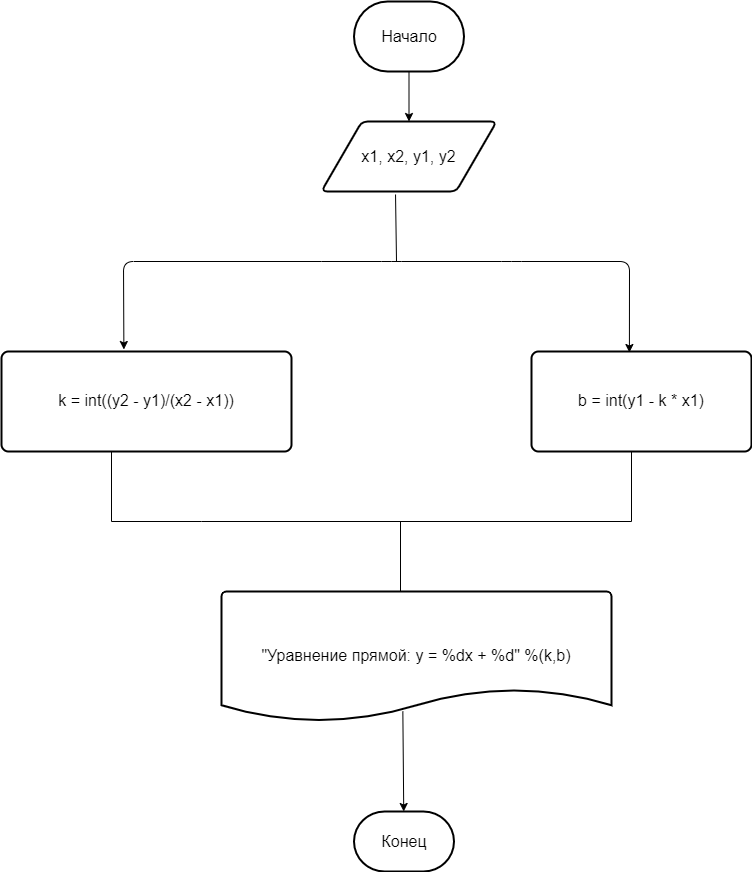 Начало
x1, x2, y1, y2
k = int((y2 - y1)/(x2 - x1))
b = int(y1 - k * x1)
"Уравнение прямой: y = %dx + %d" %(k,b)
Конец